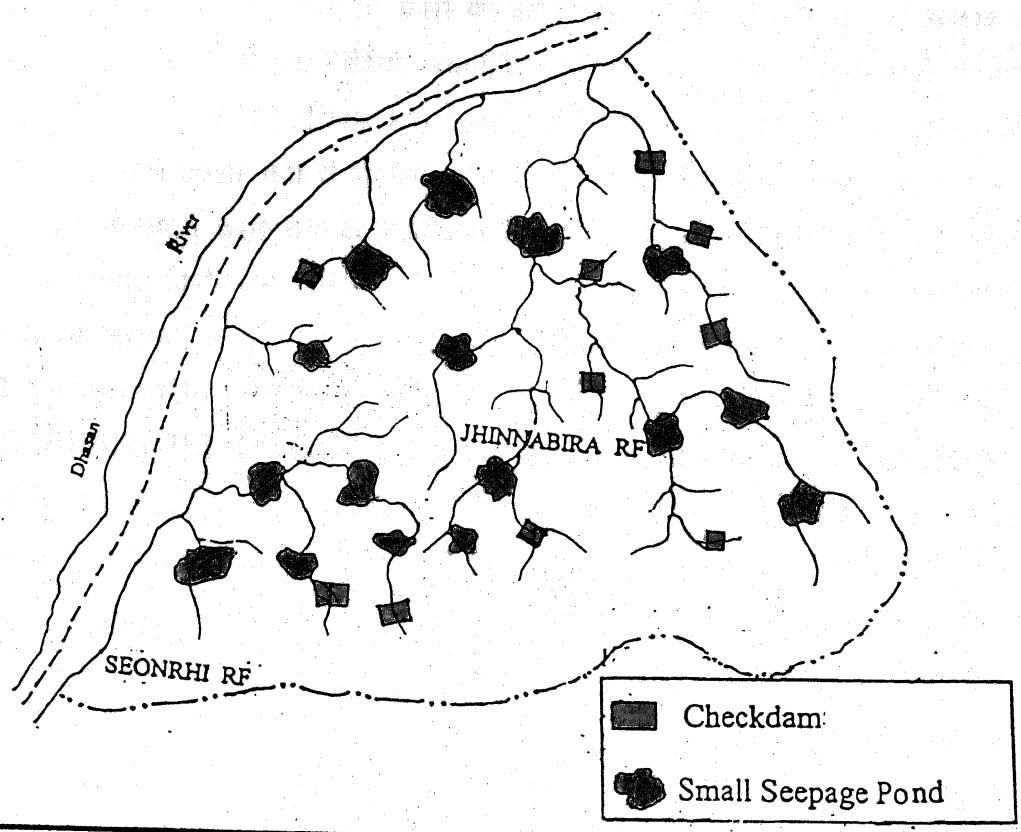 River
Dhasan
JHINNABIRA RF
SEONRHI RF
Checkdam
Small Seepage Pond